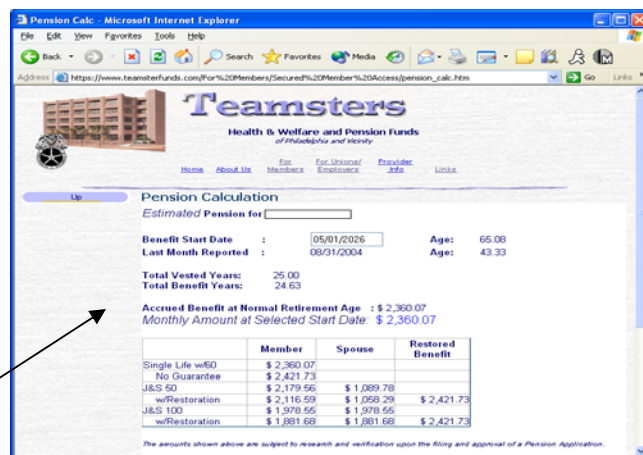 Pension Calc - Microsoft Internet Explorer
File Edit View Favorites Tools Help
Back Search Favorites Media
Address https://www.teamsterfunds.com/For%20Members/Secured%20Member%20Access/pension_calc.htm Go Links
Teamsters
Health & Welfare and Pension Funds
of Philadelphia and Vicinity
Home About Us For Members For Unions/ Employers Provider Info Links
Up
Pension Calculation
Estimated Pension for
Benefit Start Date : 05/01/2026 Age: 65.08
Last Month Reported : 08/31/2004 Age: 43.33
Total Vested Years: 25.00
Total Benefit Years: 24.63
Accrued Benefit at Normal Retirement Age : $ 2,360.07
Monthly Amount at Selected Start Date: $ 2,360.07
Member Spouse Restored Benefit
Single Life w/60 $ 2,360.07
No Guarantee $ 2,421.73
J&S 50 $ 2,179.56 $ 1,089.78
w/Restoration $ 2,116.59 $ 1,058.29 $ 2,421.73
J&S 100 $ 1,978.55 $ 1,978.55
w/Restoration $ 1,881.68 $ 1,881.68 $ 2,421.73
The amounts shown above are subject to research and verification upon the filing and approval of a Pension Application.